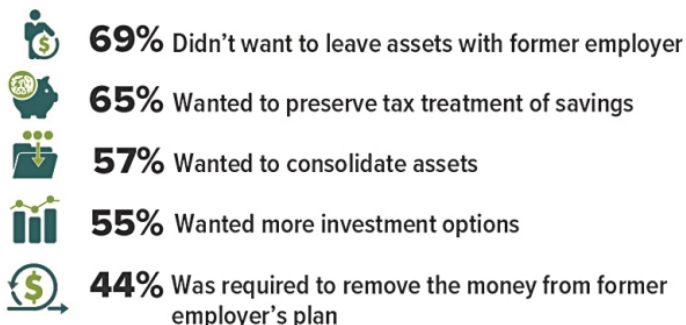 69% Didn’t want to leave assets with former employer
65% Wanted to preserve tax treatment of savings
57% Wanted to consolidate assets
55% Wanted more investment options
44% Was required to remove the money from former
employer’s plan